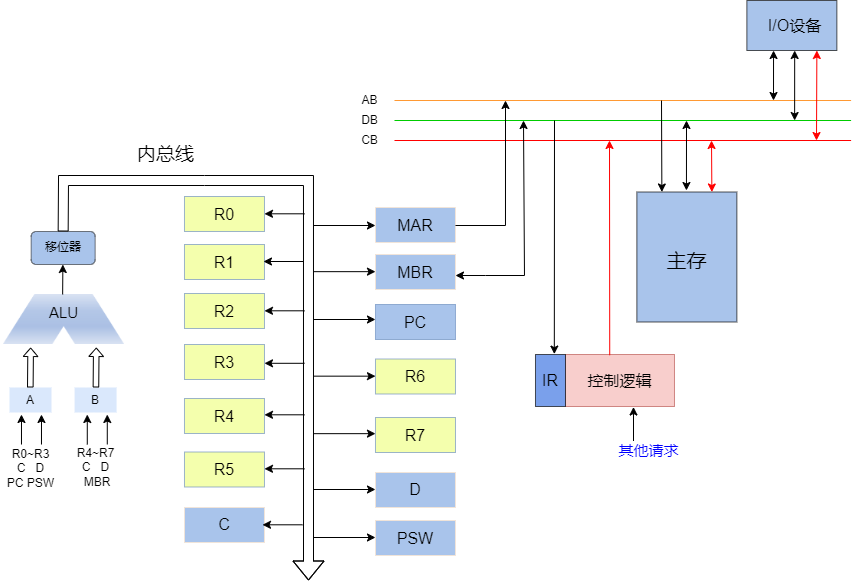 I/O设备
AB
DB
CB
内总线
R0
MAR
移位器
R1
MBR
主存
ALU
R2
PC
R3
R6
IR
控制逻辑
A
B
R4
R7
其他请求
R0~R3
C D
PC PSW
R4~R7
C D
MBR
R5
D
C
PSW